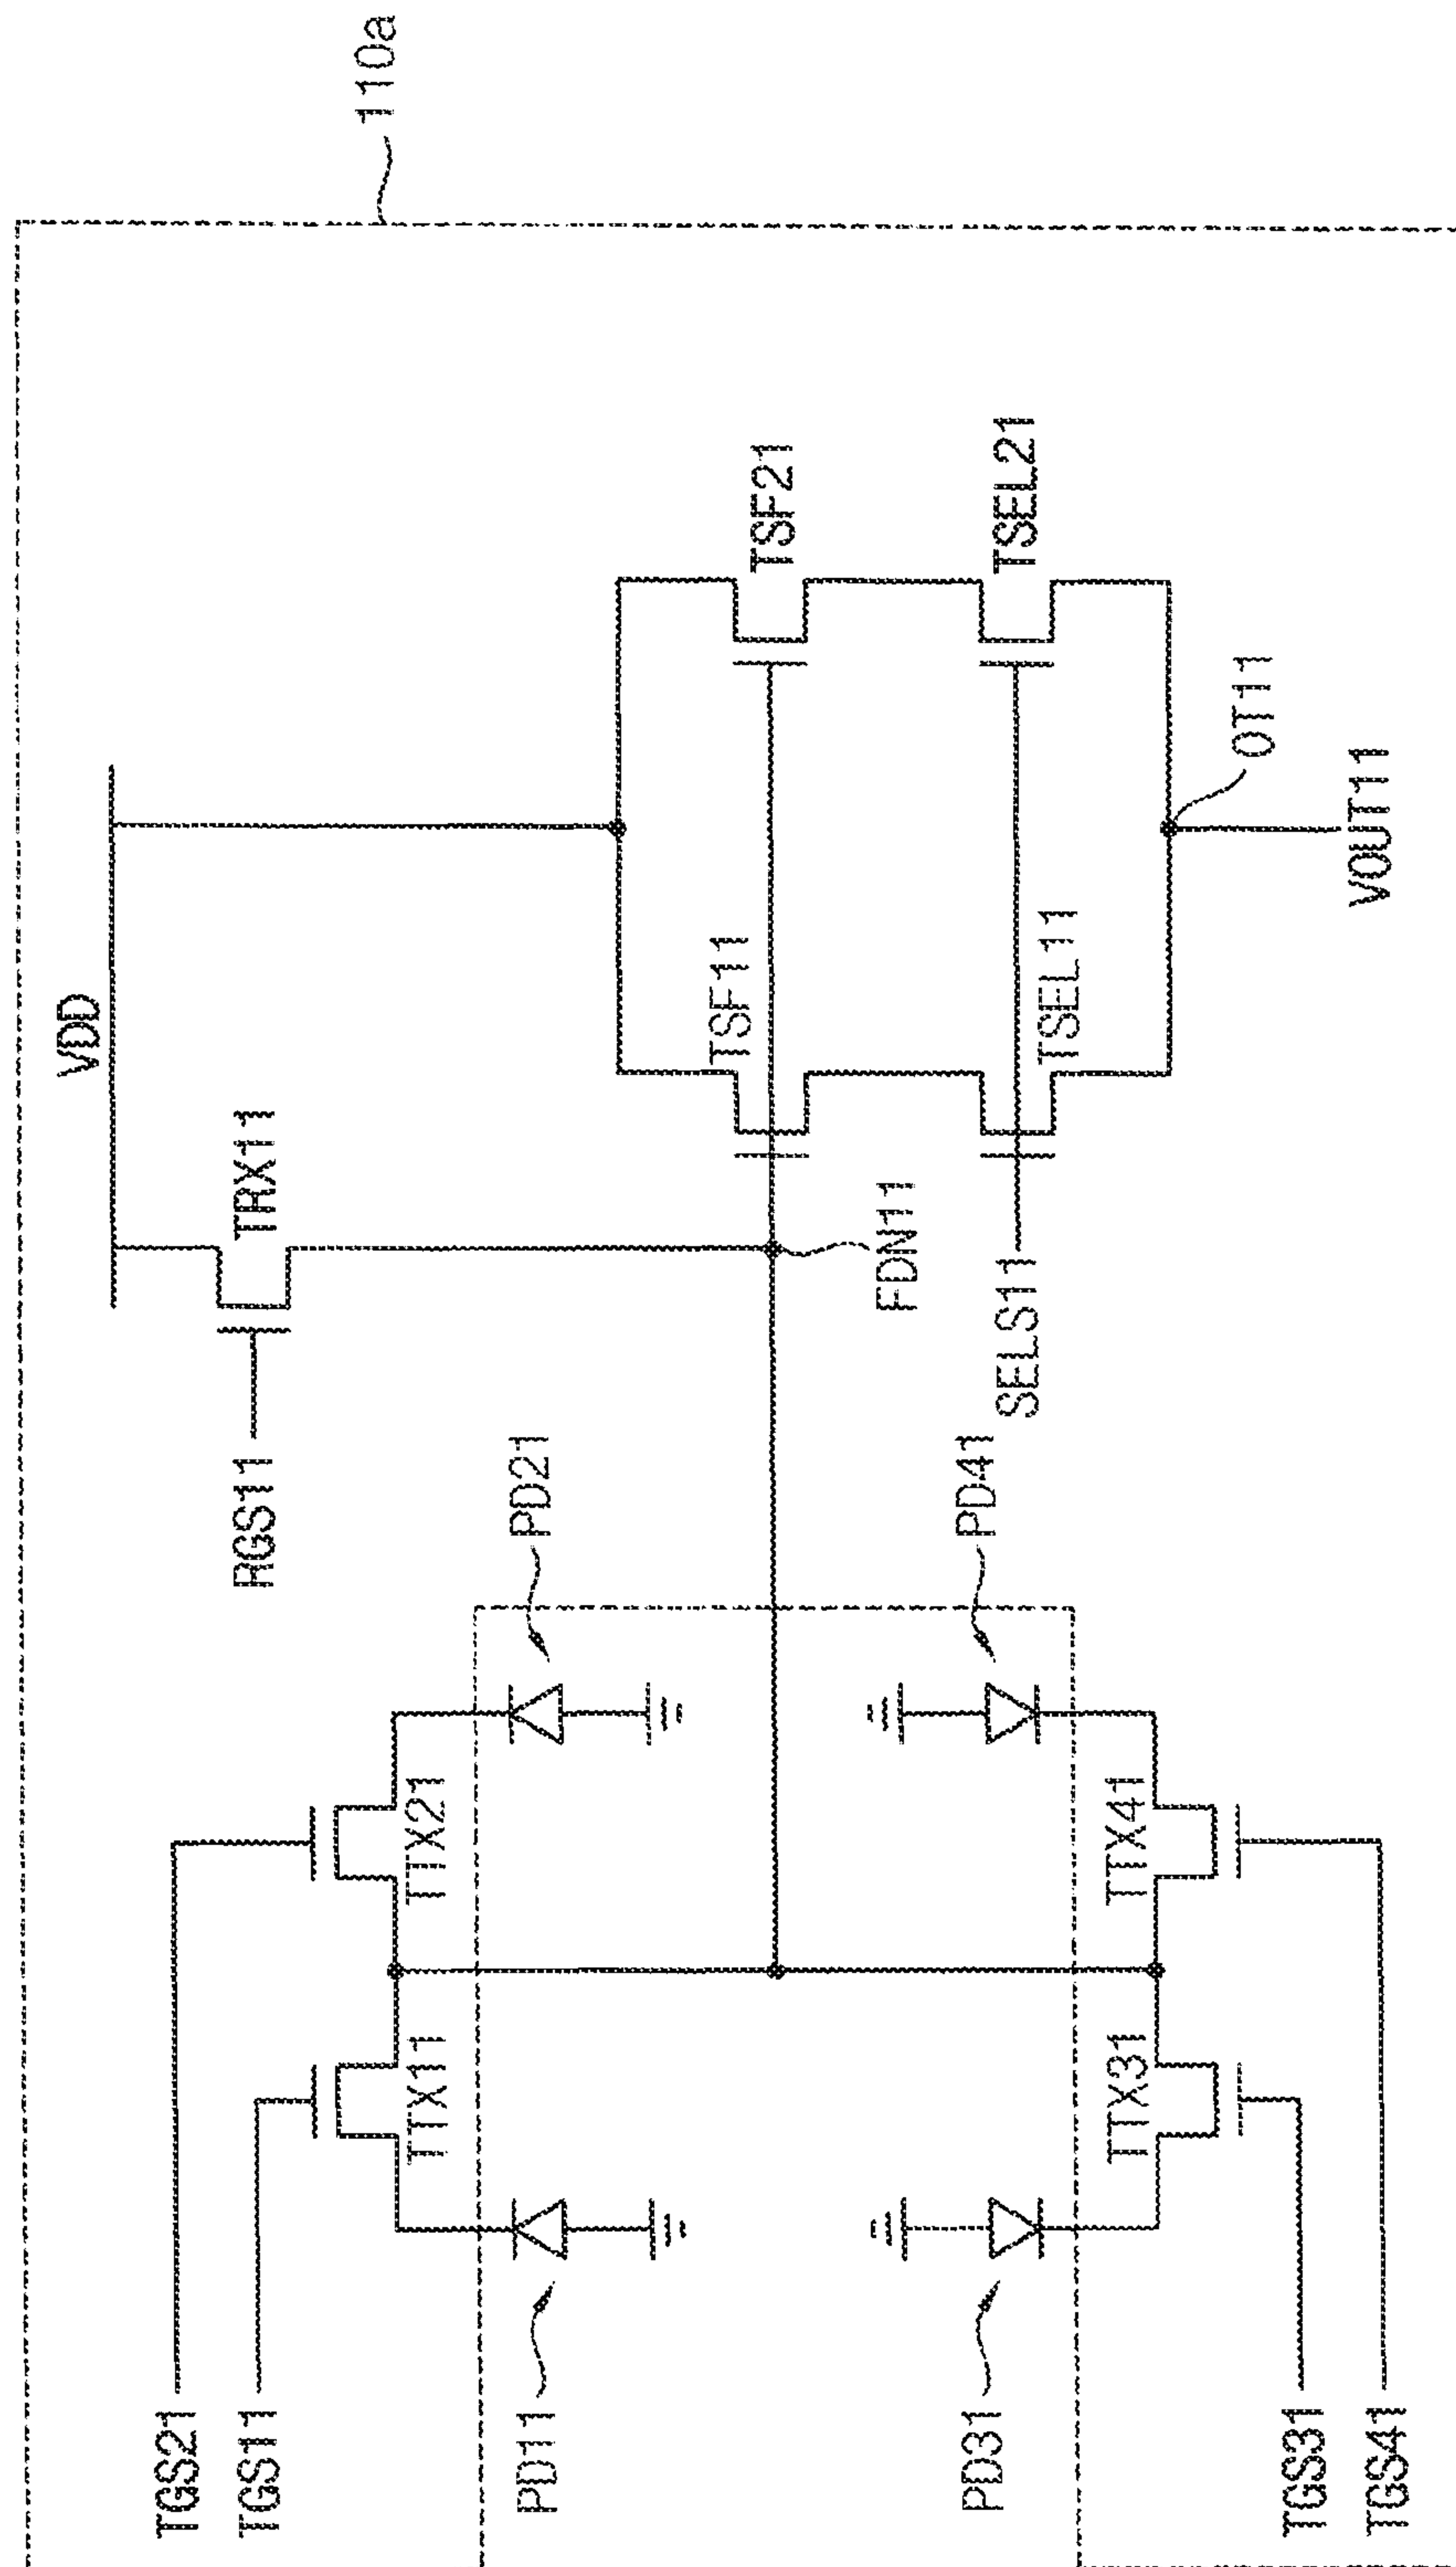 110a
VDD
RGS11
TRX11
TGS21
TGS11
TTX11
TTX21
PD11
PD21
TSF11
TSF21
FDN11
PD31
PD41
SELS11
TSEL11
TSEL21
TTX31
TTX41
OT11
TGS31
TGS41
VOUT11